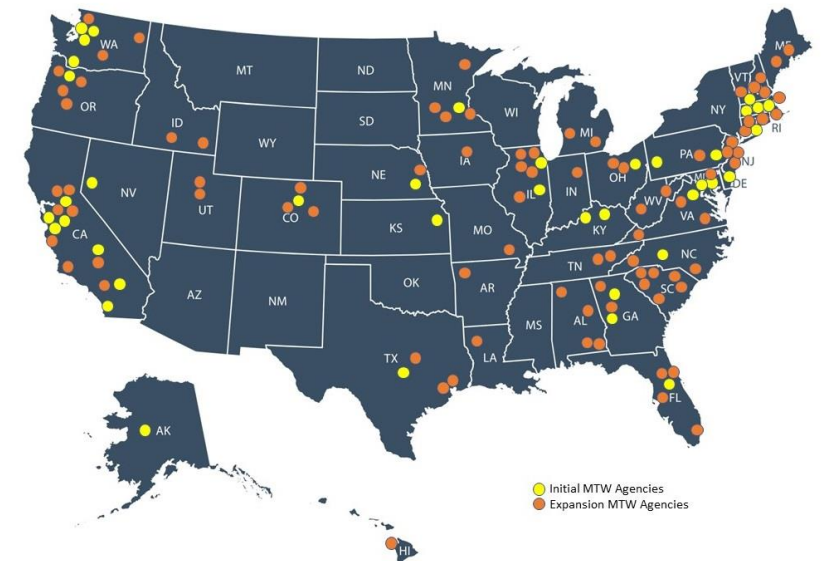 WA
MT
ND
MN
ME
VT
OR
ID
SD
WI
MI
NY
RI
WY
IA
PA
NJ
NE
OH
DE
NV
UT
CO
IL
IN
WV
VA
CA
KS
MO
KY
NC
TN
OK
AR
SC
AZ
NM
MS
AL
GA
TX
LA
FL
AK
HI
Initial MTW Agencies
Expansion MTW Agencies